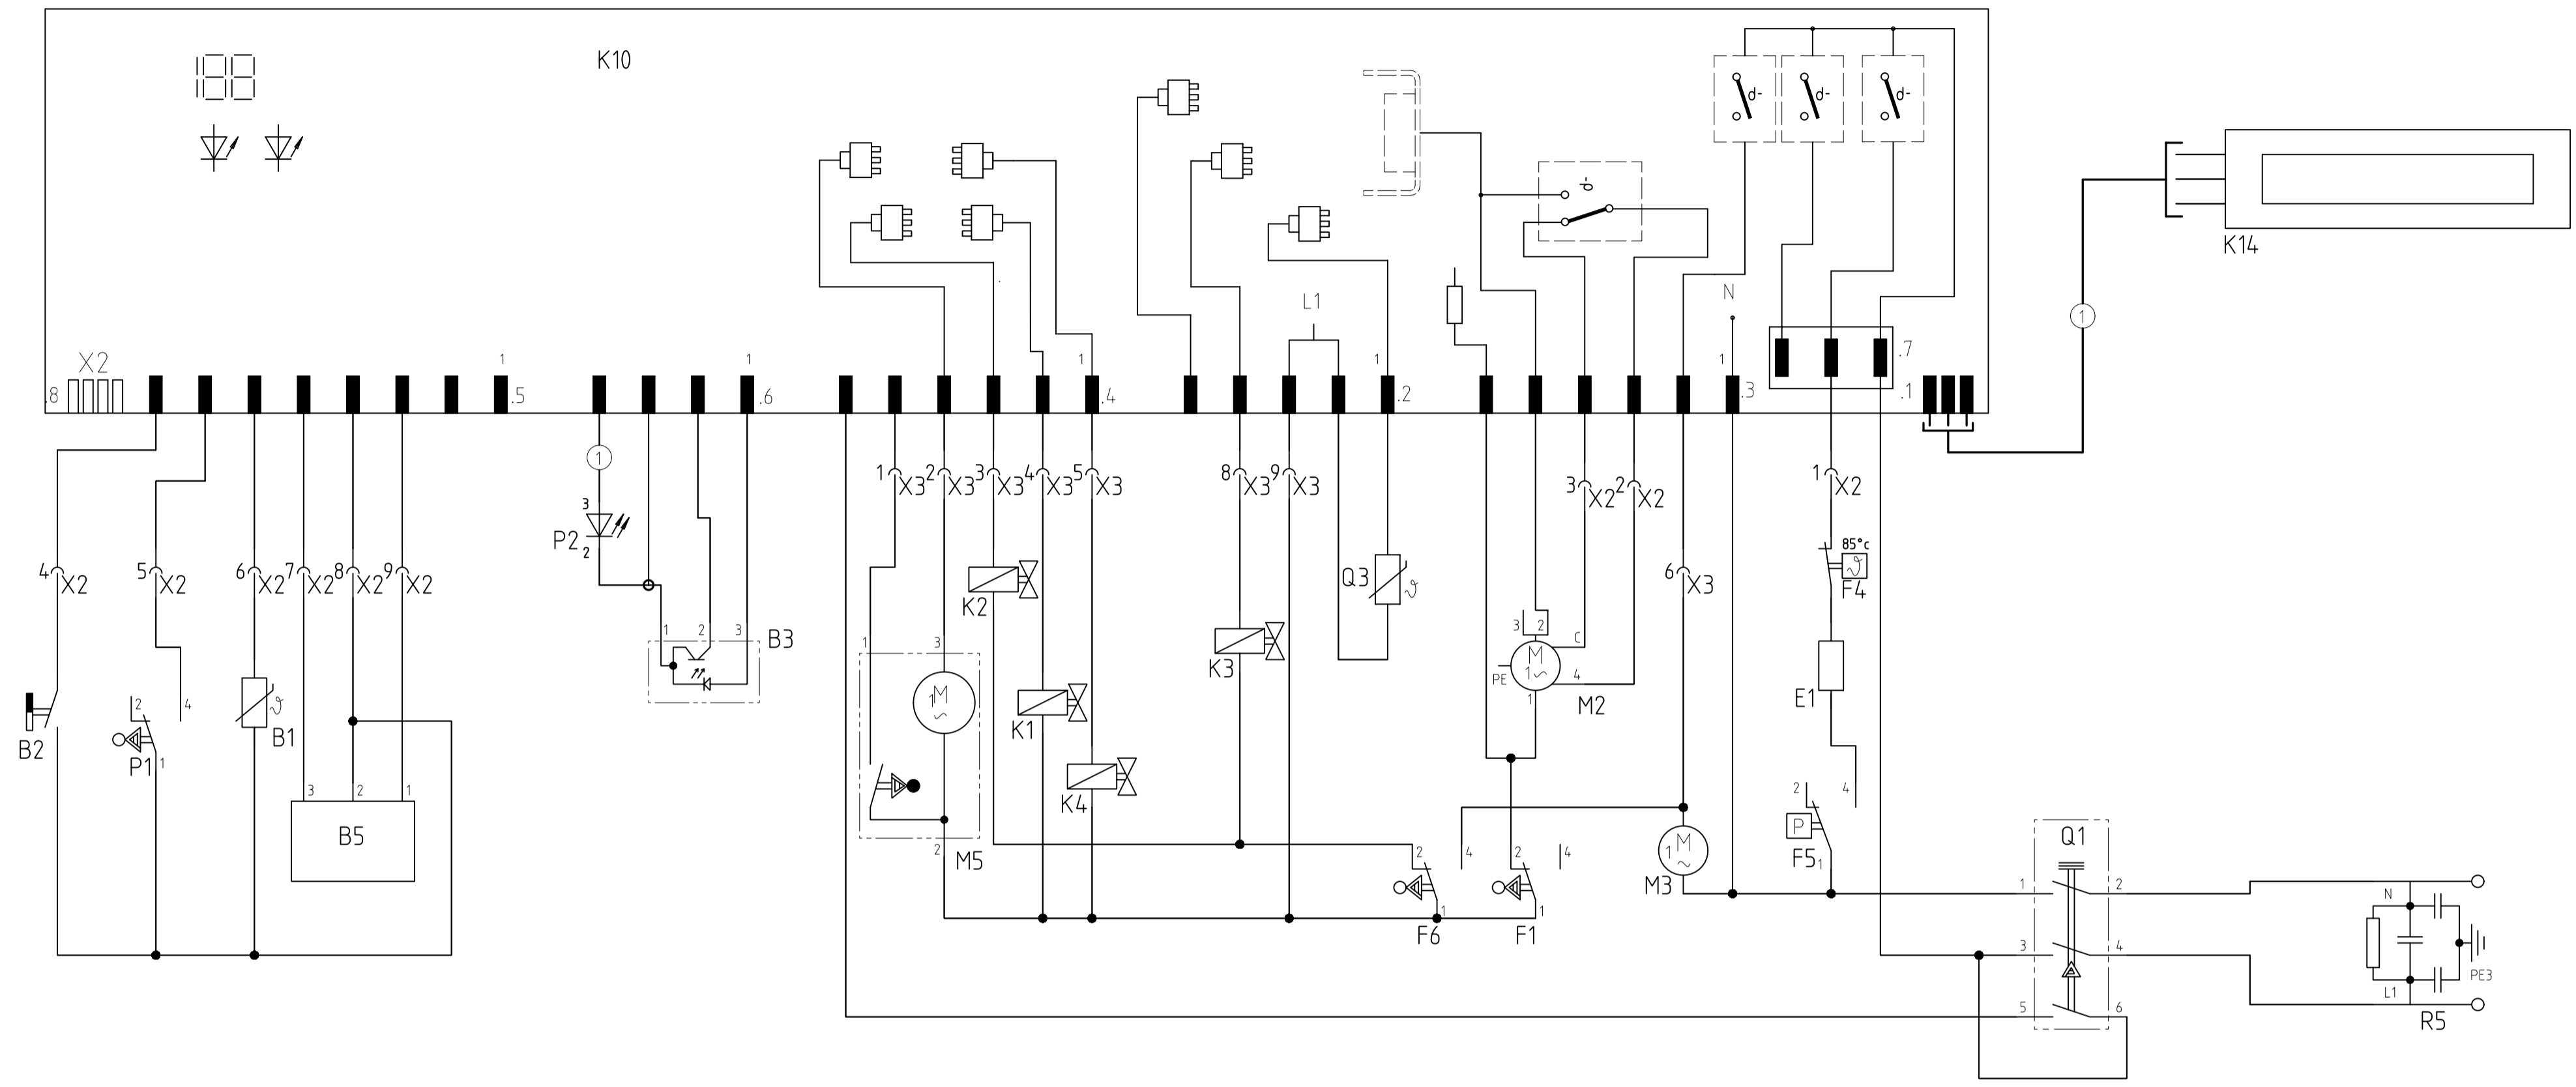 K10
d- d- d-
d-
K14
L1
N
1
X2
.8
1
.5
1
.6
1
.4
1
.2
1
.3
.7
.1
1
1 X3 2 X3 3 X3 4 X3 5 X3
8 X3 9 X3
3 X2 2 X2
1 X2
3
P2 2
85°c
ϑ
F4
4 X2 5 X2 6 X2 7 X2 8 X2 9 X2
6 X3
K2
Q3 ϑ
1 2 3 B3
1 3
K3
3 2
C
M
1~
PE
4
1
M2
E1
2 4
ϑ
B1
B2
P1 1
M
1
~
K1
K4
3 2 1
B5
2 4
P
F5 1
2
M5
2 4 2 4
M
1
~
M3
1 1
F6 F1
Q1
1 2
3 4
5 6
N
PE3
L1
R5